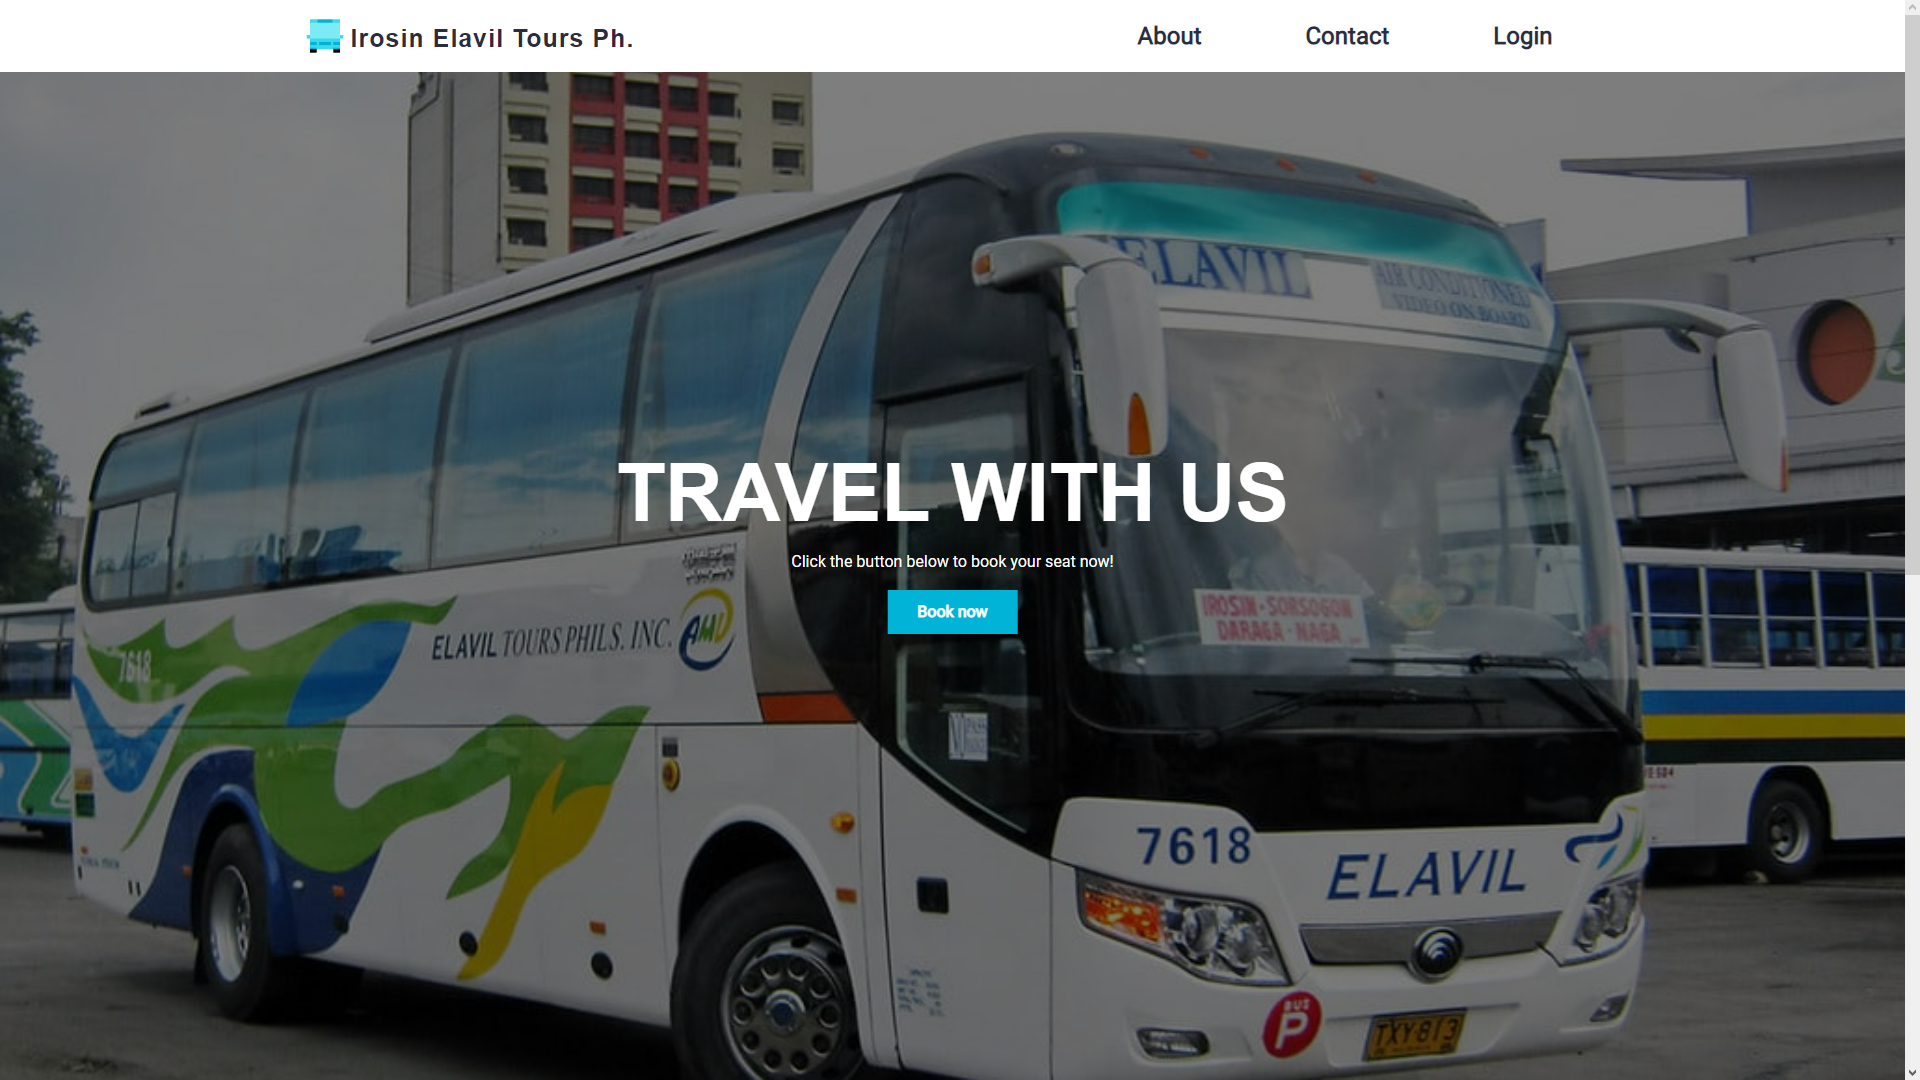 Irosin Elavil Tours Ph.
About
Contact
Login
ELAVIL
AIR CONDITIONED
VIDEO ON BOARD
TRAVEL WITH US
Click the button below to book your seat now!
Book now
IROSIN - SORSOGON
DARAGA - NAGA
ELAVIL TOURS PHILS. INC.
AMV
7618
7618
ELAVIL
BUS
P
TXY-813